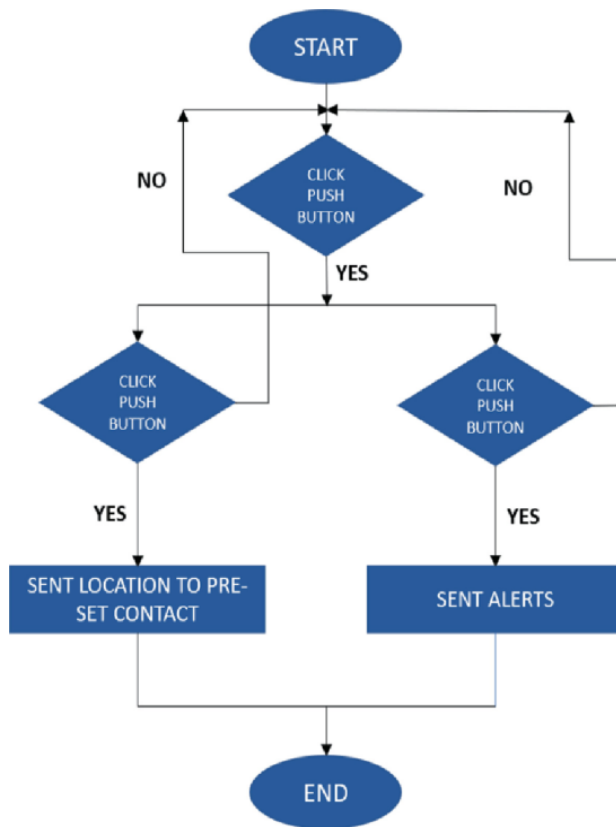 START
NO
CLICK
PUSH
BUTTON
NO
YES
CLICK
PUSH
BUTTON
CLICK
PUSH
BUTTON
YES
YES
SENT LOCATION TO PRE-
SET CONTACT
SENT ALERTS
END